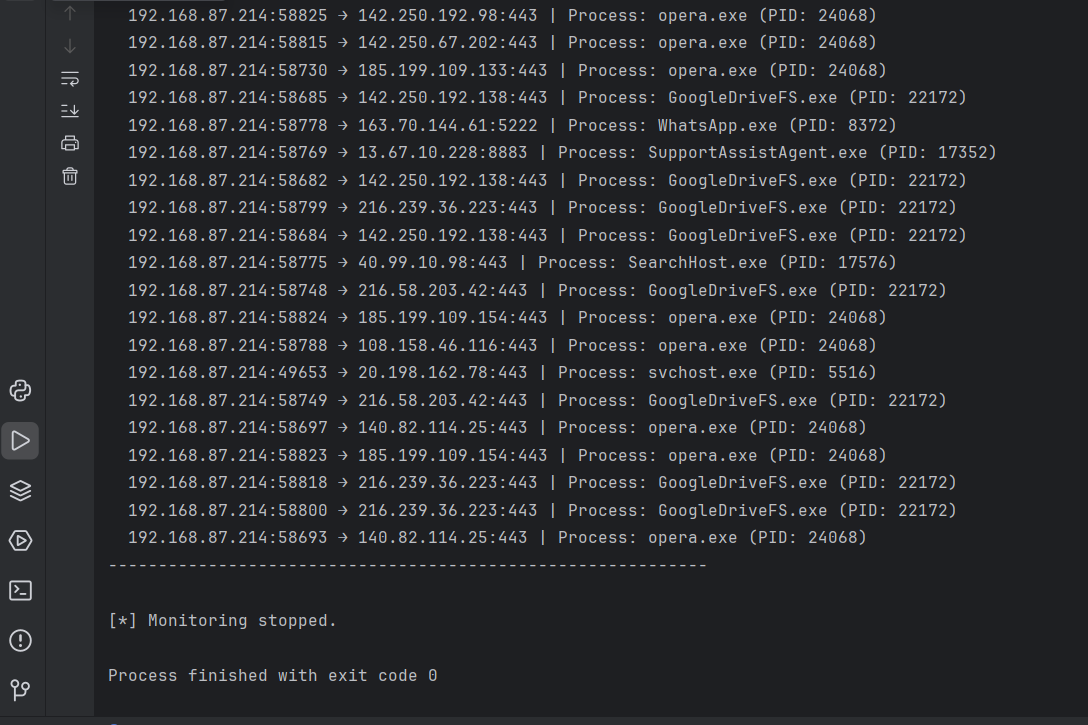 192.168.87.214:58825 → 142.250.192.98:443 | Process: opera.exe (PID: 24068)
192.168.87.214:58815 → 142.250.67.202:443 | Process: opera.exe (PID: 24068)
192.168.87.214:58730 → 185.199.109.133:443 | Process: opera.exe (PID: 24068)
192.168.87.214:58685 → 142.250.192.138:443 | Process: GoogleDriveFS.exe (PID: 22172)
192.168.87.214:58778 → 163.70.144.61:5222 | Process: WhatsApp.exe (PID: 8372)
192.168.87.214:58769 → 13.67.10.228:8883 | Process: SupportAssistAgent.exe (PID: 17352)
192.168.87.214:58682 → 142.250.192.138:443 | Process: GoogleDriveFS.exe (PID: 22172)
192.168.87.214:58799 → 216.239.36.223:443 | Process: GoogleDriveFS.exe (PID: 22172)
192.168.87.214:58684 → 142.250.192.138:443 | Process: GoogleDriveFS.exe (PID: 22172)
192.168.87.214:58775 → 40.99.10.98:443 | Process: SearchHost.exe (PID: 17576)
192.168.87.214:58748 → 216.58.203.42:443 | Process: GoogleDriveFS.exe (PID: 22172)
192.168.87.214:58824 → 185.199.109.154:443 | Process: opera.exe (PID: 24068)
192.168.87.214:58788 → 108.158.46.116:443 | Process: opera.exe (PID: 24068)
192.168.87.214:49653 → 20.198.162.78:443 | Process: svchost.exe (PID: 5516)
192.168.87.214:58749 → 216.58.203.42:443 | Process: GoogleDriveFS.exe (PID: 22172)
192.168.87.214:58697 → 140.82.114.25:443 | Process: opera.exe (PID: 24068)
192.168.87.214:58823 → 185.199.109.154:443 | Process: opera.exe (PID: 24068)
192.168.87.214:58818 → 216.239.36.223:443 | Process: GoogleDriveFS.exe (PID: 22172)
192.168.87.214:58800 → 216.239.36.223:443 | Process: GoogleDriveFS.exe (PID: 22172)
192.168.87.214:58693 → 140.82.114.25:443 | Process: opera.exe (PID: 24068)
------------------------------------------------------------
[*] Monitoring stopped.
Process finished with exit code 0